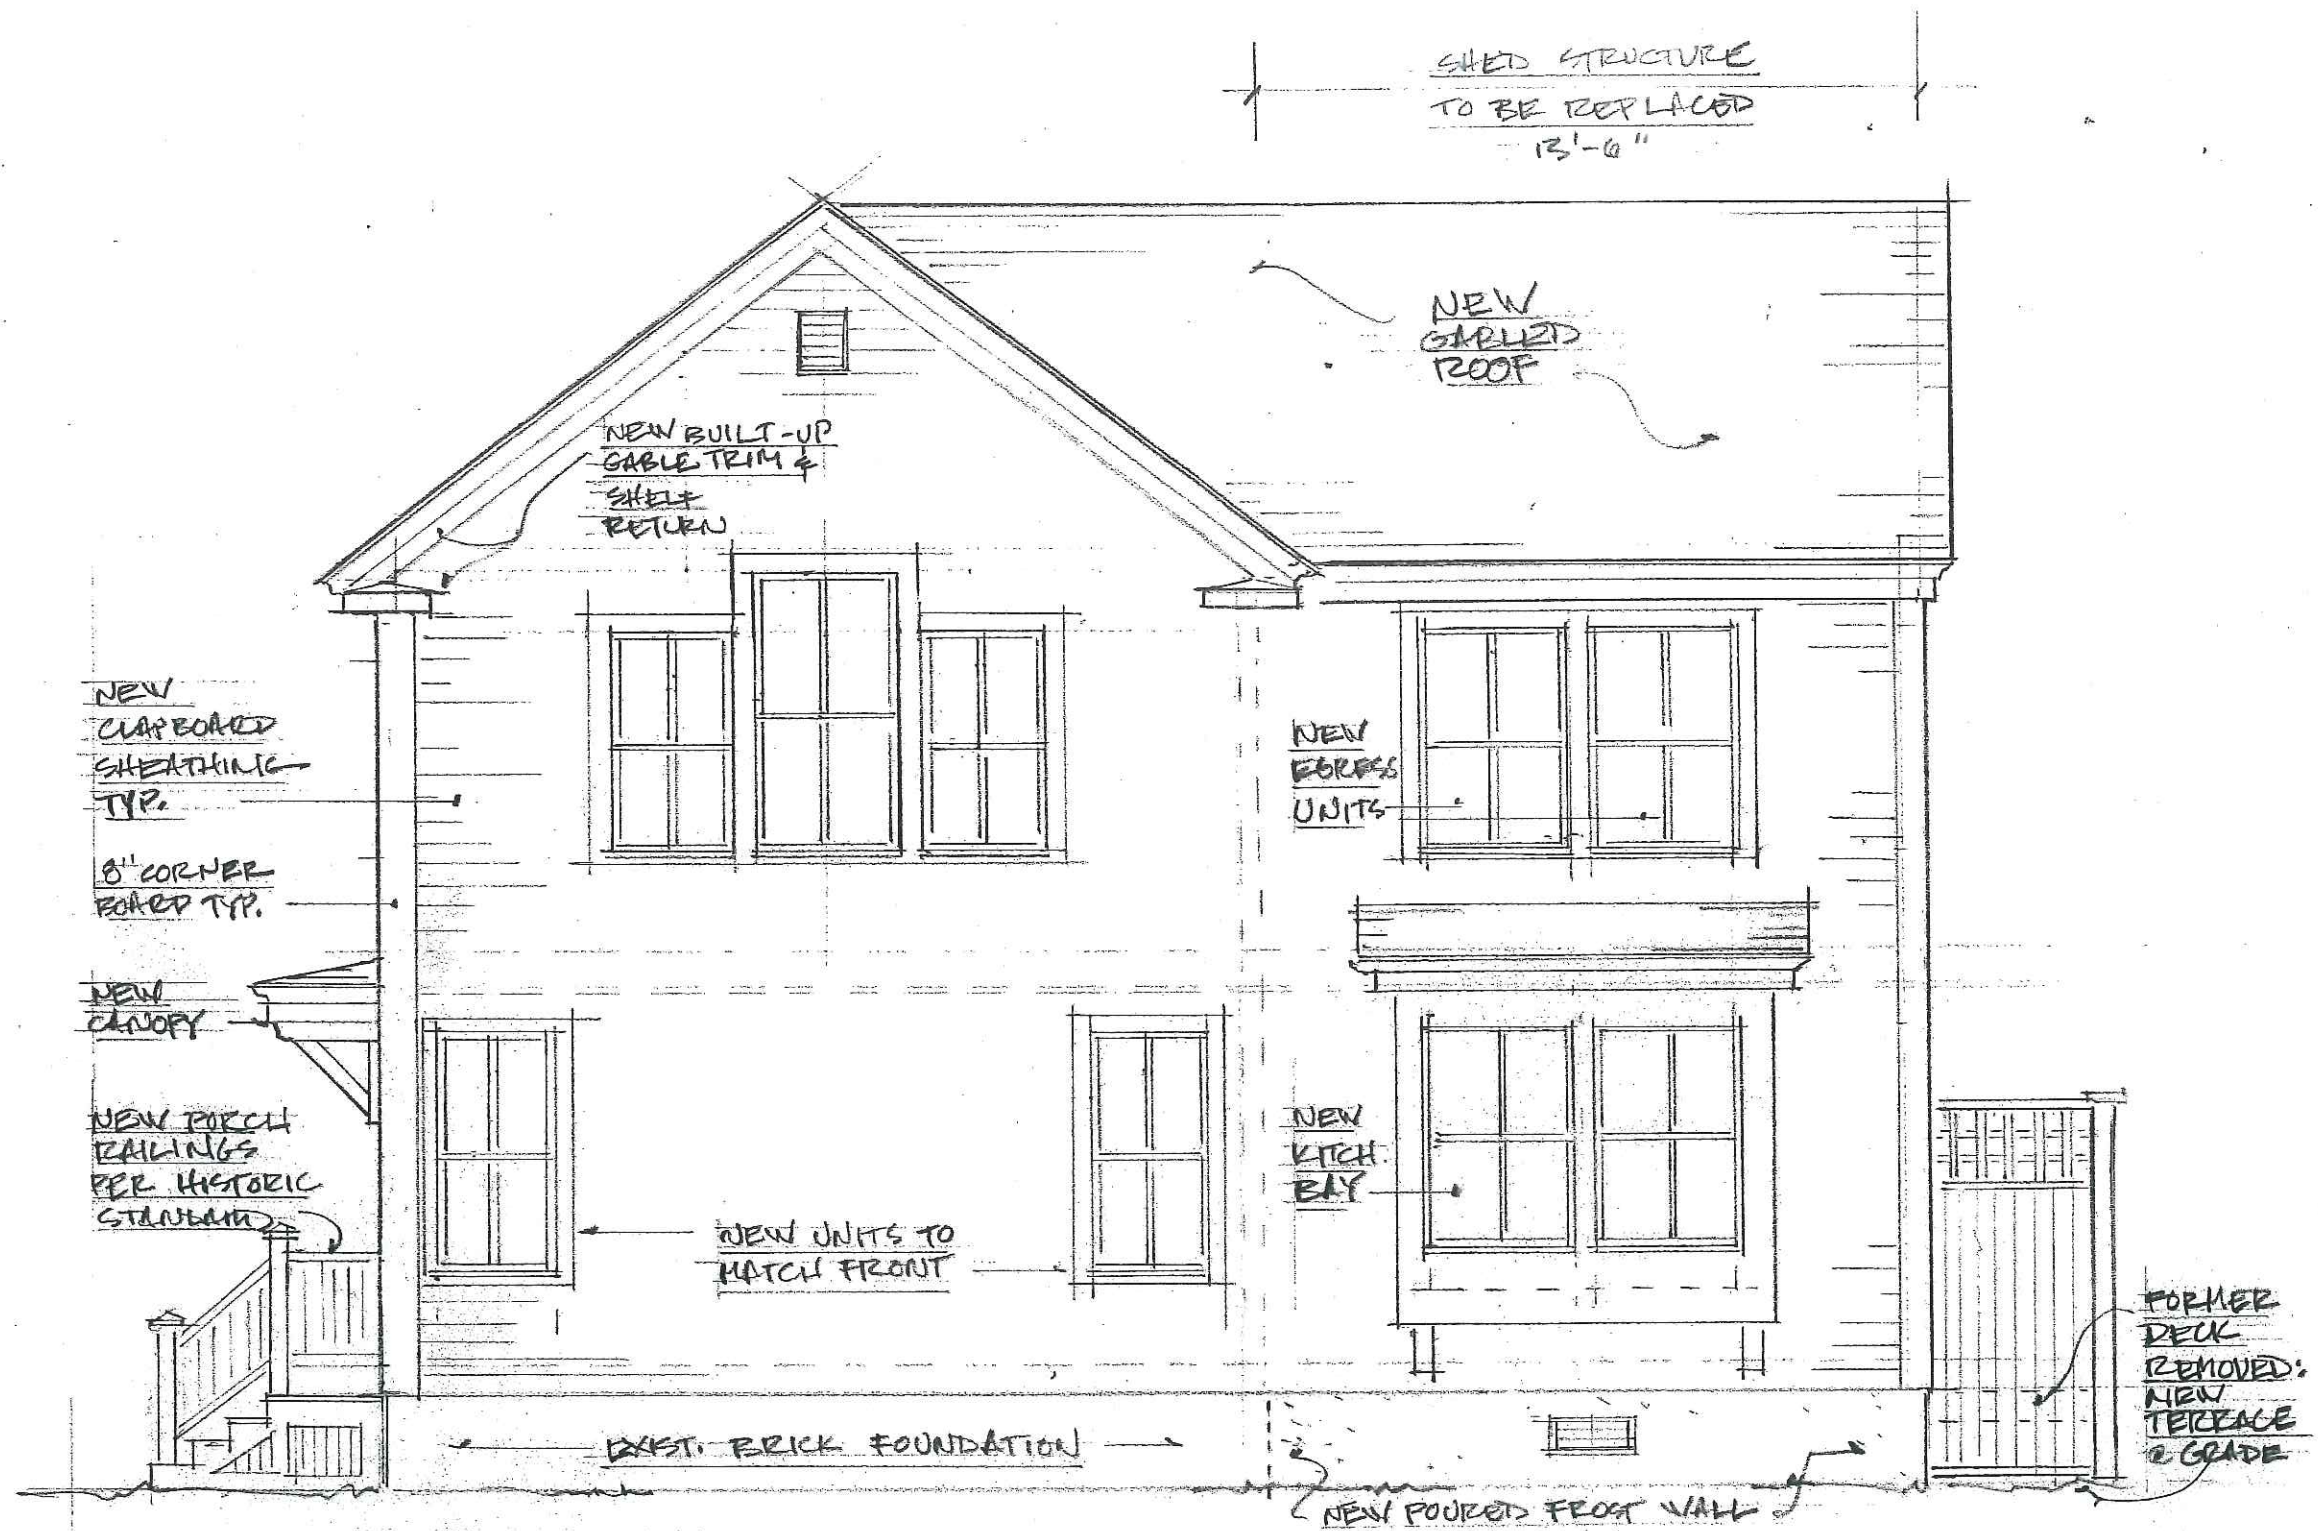 SHED STRUCTURE
TO BE REPLACED
13'-6"
NEW
GABLED
ROOF
NEW BUILT-UP
GABLE TRIM &
SHELF
RETURN
NEW
CLAPBOARD
SHEATHING
TYP.
8" CORNER
BOARD TYP.
NEW
CANOPY
NEW PORCH
RAILINGS
PER HISTORIC
STANDARD
NEW
EGRESS
UNITS
NEW
KITCH.
BAY
NEW UNITS TO
MATCH FRONT
FORMER
DECK
REMOVED:
NEW
TERRACE
@ GRADE
EXIST. BRICK FOUNDATION
NEW POURED FROST WALL